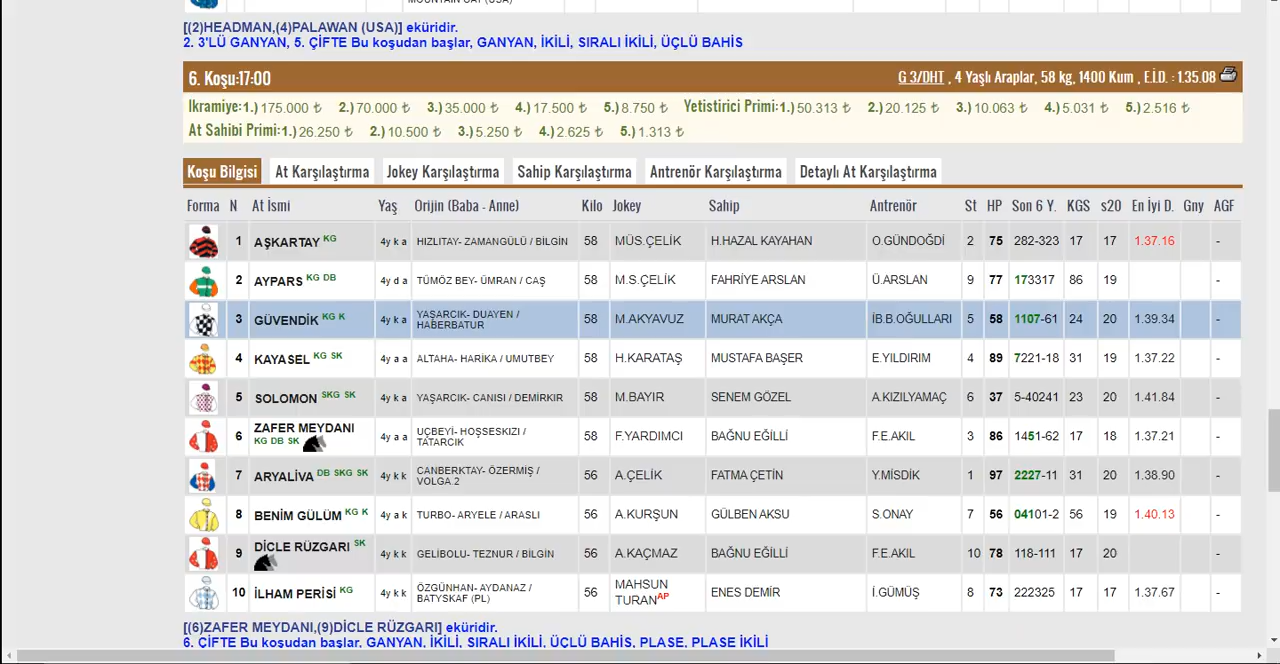 [(2)HEADMAN,(4)PALAWAN (USA)] eküridir.
2. 3'LÜ GANYAN, 5. ÇİFTE Bu koşudan başlar, GANYAN, İKİLİ, SIRALI İKİLİ, ÜÇLÜ BAHİS
6. Koşu:17:00 G 3/DHT , 4 Yaşlı Araplar, 58 kg, 1400 Kum , E.İ.D. : 1.35.08
İkramiye:1.) 175.000 ₺ 2.) 70.000 ₺ 3.) 35.000 ₺ 4.) 17.500 ₺ 5.) 8.750 ₺ Yetistirici Primi:1.) 50.313 ₺ 2.) 20.125 ₺ 3.) 10.063 ₺ 4.) 5.031 ₺ 5.) 2.516 ₺
At Sahibi Primi:1.) 26.250 ₺ 2.) 10.500 ₺ 3.) 5.250 ₺ 4.) 2.625 ₺ 5.) 1.313 ₺
Koşu Bilgisi At Karşılaştırma Jokey Karşılaştırma Sahip Karşılaştırma Antrenör Karşılaştırma Detaylı At Karşılaştırma
Forma N At İsmi Yaş Orijin (Baba - Anne) Kilo Jokey Sahip Antrenör St HP Son 6 Y. KGS s20 En İyi D. Gny AGF
1 AŞKARTAY KG 4y k a HIZLITAY- ZAMANGÜLÜ / BİLGİN 58 MÜS.ÇELİK H.HAZAL KAYAHAN O.GÜNDOĞDİ 2 75 282-323 17 17 1.37.16 -
2 AYPARS KG DB 4y d a TÜMÖZ BEY- ÜMRAN / CAŞ 58 M.S.ÇELİK FAHRİYE ARSLAN Ü.ARSLAN 9 77 173317 86 19 -
3 GÜVENDİK KG K 4y k a YAŞARCIK- DUAYEN / HABERBATUR 58 M.AKYAVUZ MURAT AKÇA İB.B.OĞULLARI 5 58 1107-61 24 20 1.39.34 -
4 KAYASEL KG SK 4y a a ALTAHA- HARİKA / UMUTBEY 58 H.KARATAŞ MUSTAFA BAŞER E.YILDIRIM 4 89 7221-18 31 19 1.37.22 -
5 SOLOMON SKG SK 4y k a YAŞARCIK- CANISI / DEMİRKIR 58 M.BAYIR SENEM GÖZEL A.KIZILYAMAÇ 6 37 5-40241 23 20 1.41.84 -
6 ZAFER MEYDANI KG DB SK 4y a a UÇBEYİ- HOŞSESKIZI / TATARCIK 58 F.YARDIMCI BAĞNU EĞİLLİ F.E.AKIL 3 86 1451-62 17 18 1.37.21 -
7 ARYALİVA DB SKG SK 4y k k CANBERKTAY- ÖZERMİŞ / VOLGA 2 56 A.ÇELİK FATMA ÇETİN Y.MİSDİK 1 97 2227-11 31 20 1.38.90 -
8 BENİM GÜLÜM KG K 4y a k TURBO- ARYELE / ARASLI 56 A.KURŞUN GÜLBEN AKSU S.ONAY 7 56 04101-2 56 19 1.40.13 -
9 DİCLE RÜZGARI SK 4y k k GELİBOLU- TEZNUR / BİLGİN 56 A.KAÇMAZ BAĞNU EĞİLLİ F.E.AKIL 10 78 118-111 17 20 -
10 İLHAM PERİSİ KG 4y k k ÖZGÜNHAN- AYDANAZ / BATYSKAF (PL) 56 MAHSUN TURAN AP ENES DEMİR İ.GÜMÜŞ 8 73 222325 17 17 1.37.67 -
[(6)ZAFER MEYDANI,(9)DİCLE RÜZGARI] eküridir.
6. ÇİFTE Bu koşudan başlar, GANYAN, İKİLİ, SIRALI İKİLİ, ÜÇLÜ BAHİS, PLASE, PLASE İKİLİ